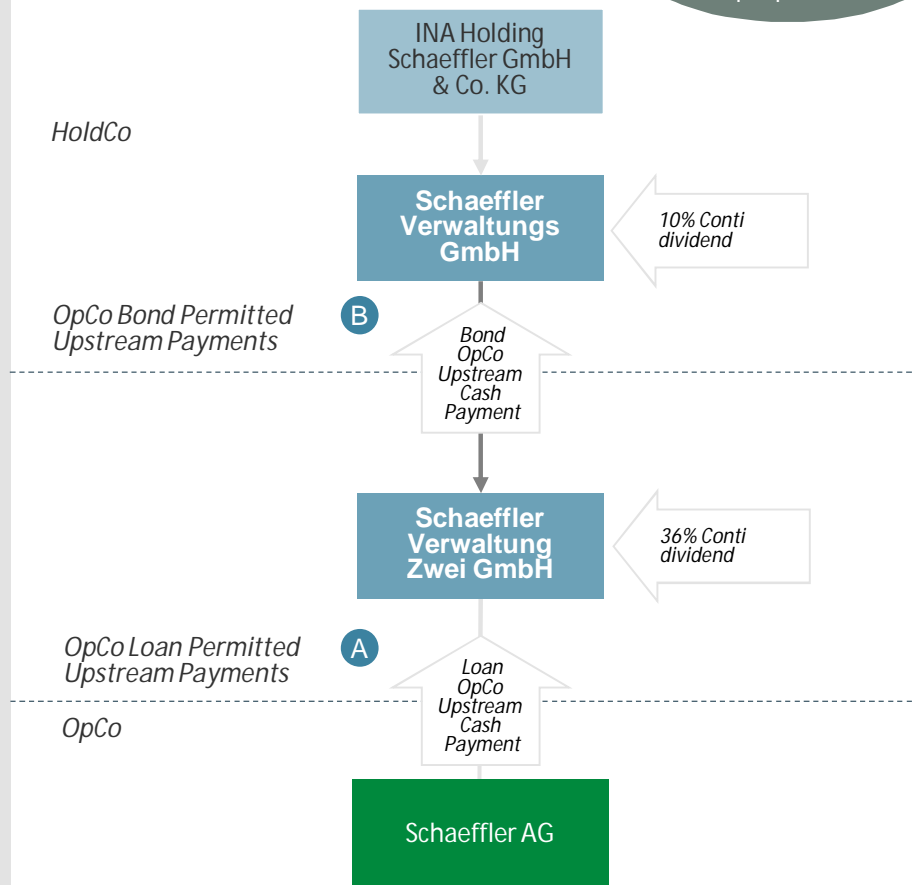 INA Holding
Schaeffler GmbH
& Co. KG
HoldCo
Schaeffler
Verwaltungs
GmbH
10% Conti
dividend
OpCo Bond Permitted
Upstream Payments
B
Bond
OpCo
Upstream
Cash
Payment
Schaeffler
Verwaltung
Zwei GmbH
36% Conti
dividend
OpCo Loan Permitted
Upstream Payments
A
Loan
OpCo
Upstream
Cash
Payment
OpCo
Schaeffler AG